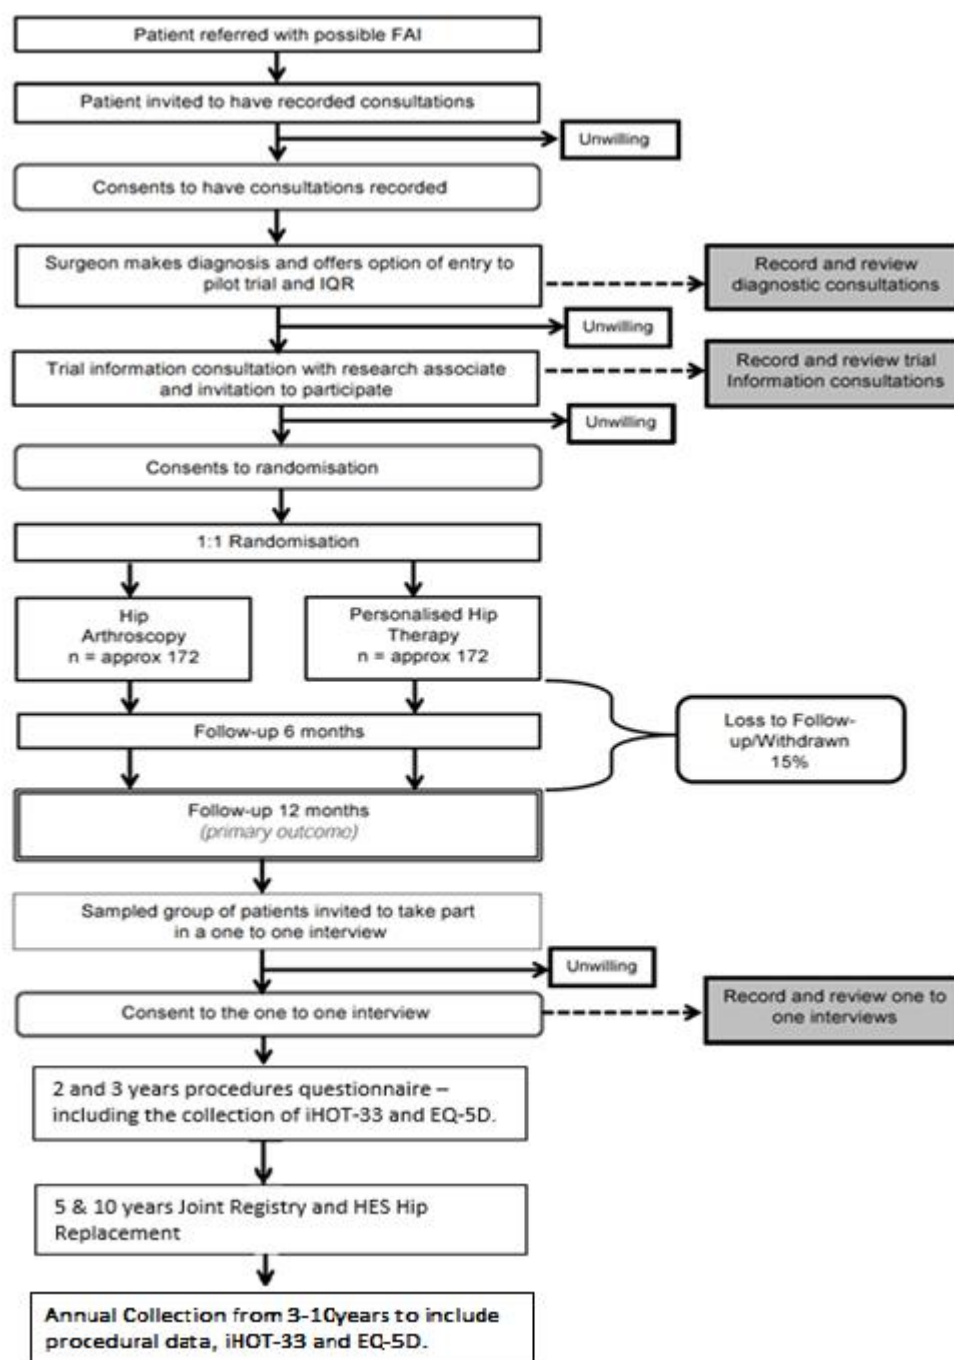 Patient referred with possible FAI
Patient invited to have recorded consultations
Unwilling
Consents to have consultations recorded
Surgeon makes diagnosis and offers option of entry to
pilot trial and IQR
Record and review
diagnostic consultations
Unwilling
Trial information consultation with research associate
and invitation to participate
Record and review trial
Information consultations
Unwilling
Consents to randomisation
1:1 Randomisation
Hip
Arthroscopy
n = approx 172
Personalised Hip
Therapy
n = approx 172
Follow-up 6 months
Loss to Follow-
up/Withdrawn
15%
Follow-up 12 months
(primary outcomo)
Sampled group of patients invited to take part
in a one to one interview
Unwilling
Consent to the one to one interview
Record and review one to
one interviews
2 and 3 years procedures questionnaire –
including the collection of iHOT-33 and EQ-5D.
5 & 10 years Joint Registry and HES Hip
Replacement
Annual Collection from 3-10years to include
procedural data, iHOT-33 and EQ-5D.